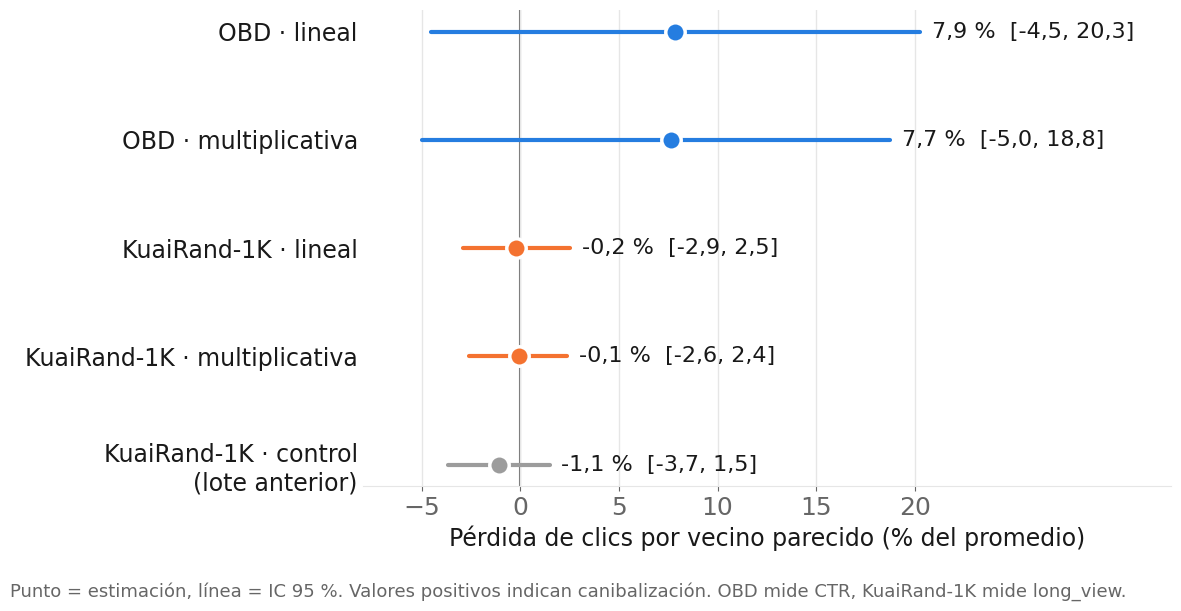 OBD · lineal
7,9 %  [-4,5, 20,3]
OBD · multiplicativa
7,7 %  [-5,0, 18,8]
KuaiRand-1K · lineal
-0,2 %  [-2,9, 2,5]
KuaiRand-1K · multiplicativa
-0,1 %  [-2,6, 2,4]
KuaiRand-1K · control
(lote anterior)
-1,1 %  [-3,7, 1,5]
−5 0 5 10 15 20
Pérdida de clics por vecino parecido (% del promedio)
Punto = estimación, línea = IC 95 %. Valores positivos indican canibalización. OBD mide CTR, KuaiRand-1K mide long_view.